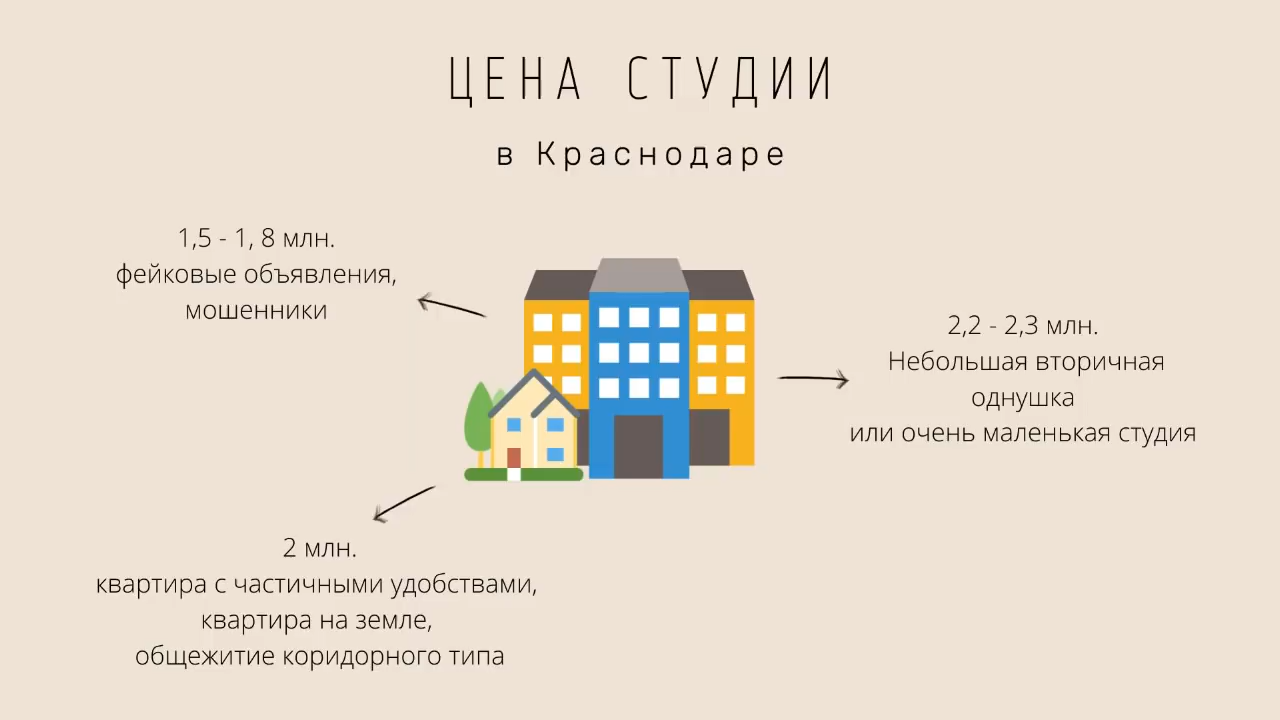 ЦЕНА СТУДИИ
в Краснодаре
1,5 - 1, 8 млн.
фейковые объявления,
мошенники
2,2 - 2,3 млн.
Небольшая вторичная
однушка
или очень маленькая студия
2 млн.
квартира с частичными удобствами,
квартира на земле,
общежитие коридорного типа